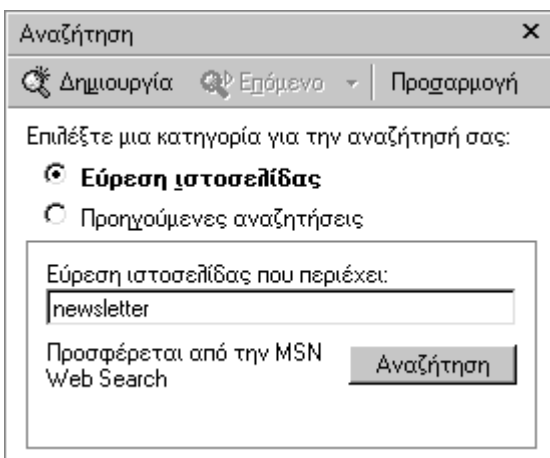 Αναζήτηση
Δημιουργία Επόμενο Προσαρμογή
Επιλέξτε μια κατηγορία για την αναζήτησή σας:
Εύρεση ιστοσελίδας
Προηγούμενες αναζητήσεις
Εύρεση ιστοσελίδας που περιέχει:
newsletter
Προσφέρεται από την MSN
Web Search
Αναζήτηση